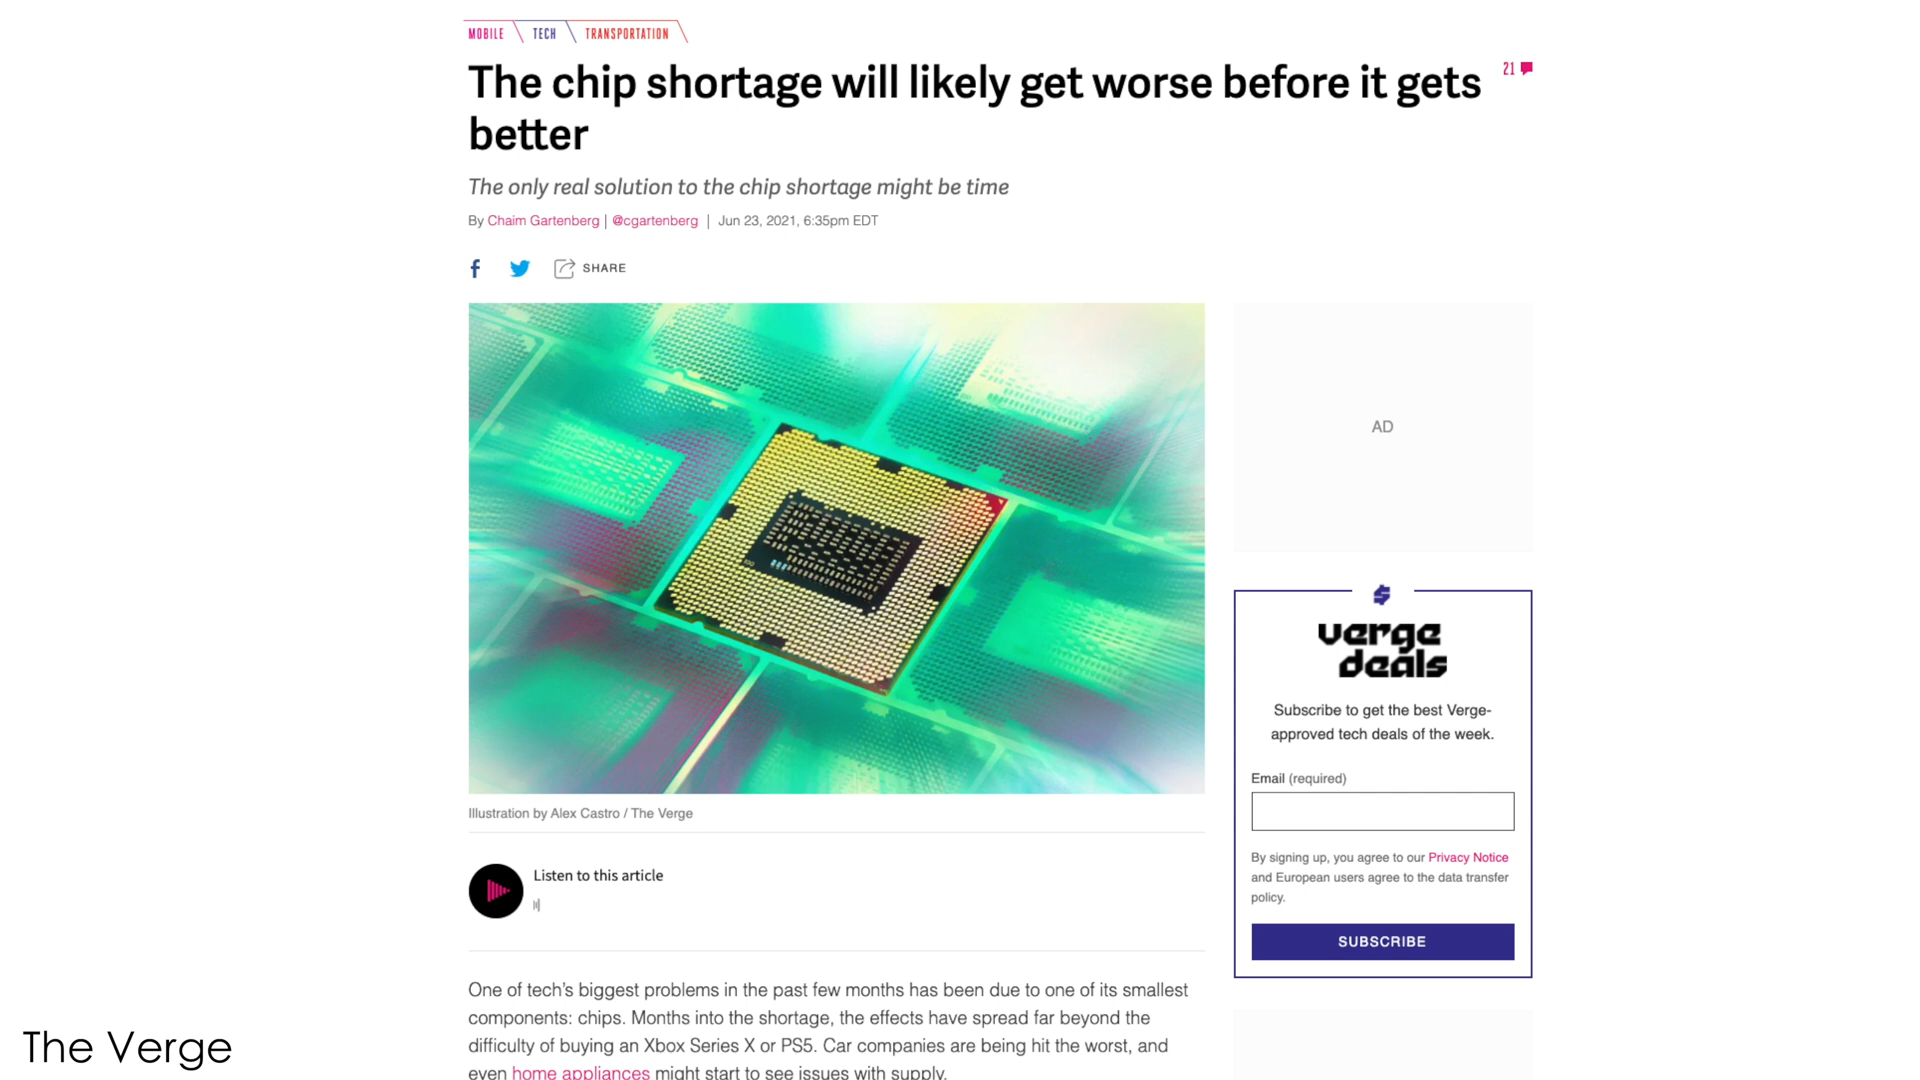 MOBILE TECH TRANSPORTATION
The chip shortage will likely get worse before it gets
better
21
The only real solution to the chip shortage might be time
By Chaim Gartenberg | @cgartenberg | Jun 23, 2021, 6:35pm EDT
SHARE
AD
verge
deals
Subscribe to get the best Verge-
approved tech deals of the week.
Email (required)
By signing up, you agree to our Privacy Notice
and European users agree to the data transfer
policy.
SUBSCRIBE
Illustration by Alex Castro / The Verge
Listen to this article
One of tech's biggest problems in the past few months has been due to one of its smallest
components: chips. Months into the shortage, the effects have spread far beyond the
difficulty of buying an Xbox Series X or PS5. Car companies are being hit the worst, and
even home appliances might start to see issues with supply.
The Verge